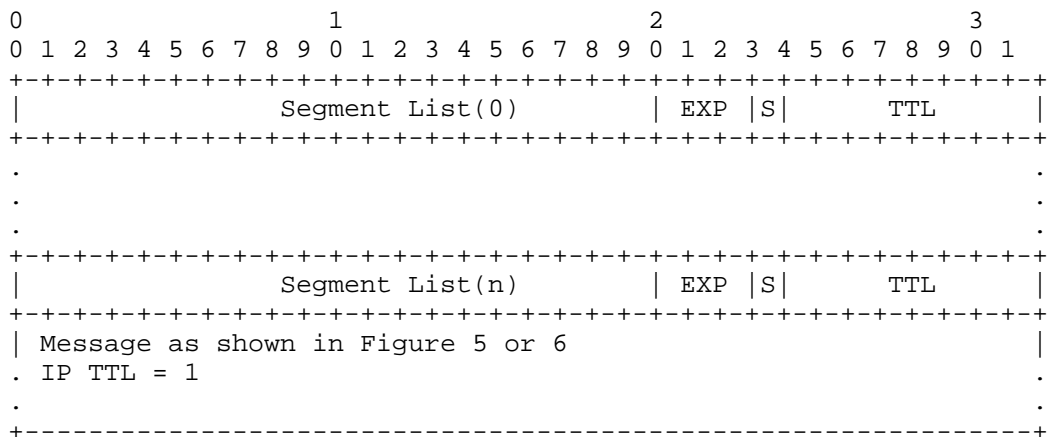 0                   1                   2                   3
 0 1 2 3 4 5 6 7 8 9 0 1 2 3 4 5 6 7 8 9 0 1 2 3 4 5 6 7 8 9 0 1
+-+-+-+-+-+-+-+-+-+-+-+-+-+-+-+-+-+-+-+-+-+-+-+-+-+-+-+-+-+-+-+-+
|                Segment List(0)        | EXP |S|      TTL      |
+-+-+-+-+-+-+-+-+-+-+-+-+-+-+-+-+-+-+-+-+-+-+-+-+-+-+-+-+-+-+-+-+
.                                                               .
.                                                               .
.                                                               .
+-+-+-+-+-+-+-+-+-+-+-+-+-+-+-+-+-+-+-+-+-+-+-+-+-+-+-+-+-+-+-+-+
|                Segment List(n)        | EXP |S|      TTL      |
+-+-+-+-+-+-+-+-+-+-+-+-+-+-+-+-+-+-+-+-+-+-+-+-+-+-+-+-+-+-+-+-+
| Message as shown in Figure 5 or 6                             |
. IP TTL = 1                                                    .
.                                                               .
+---------------------------------------------------------------+